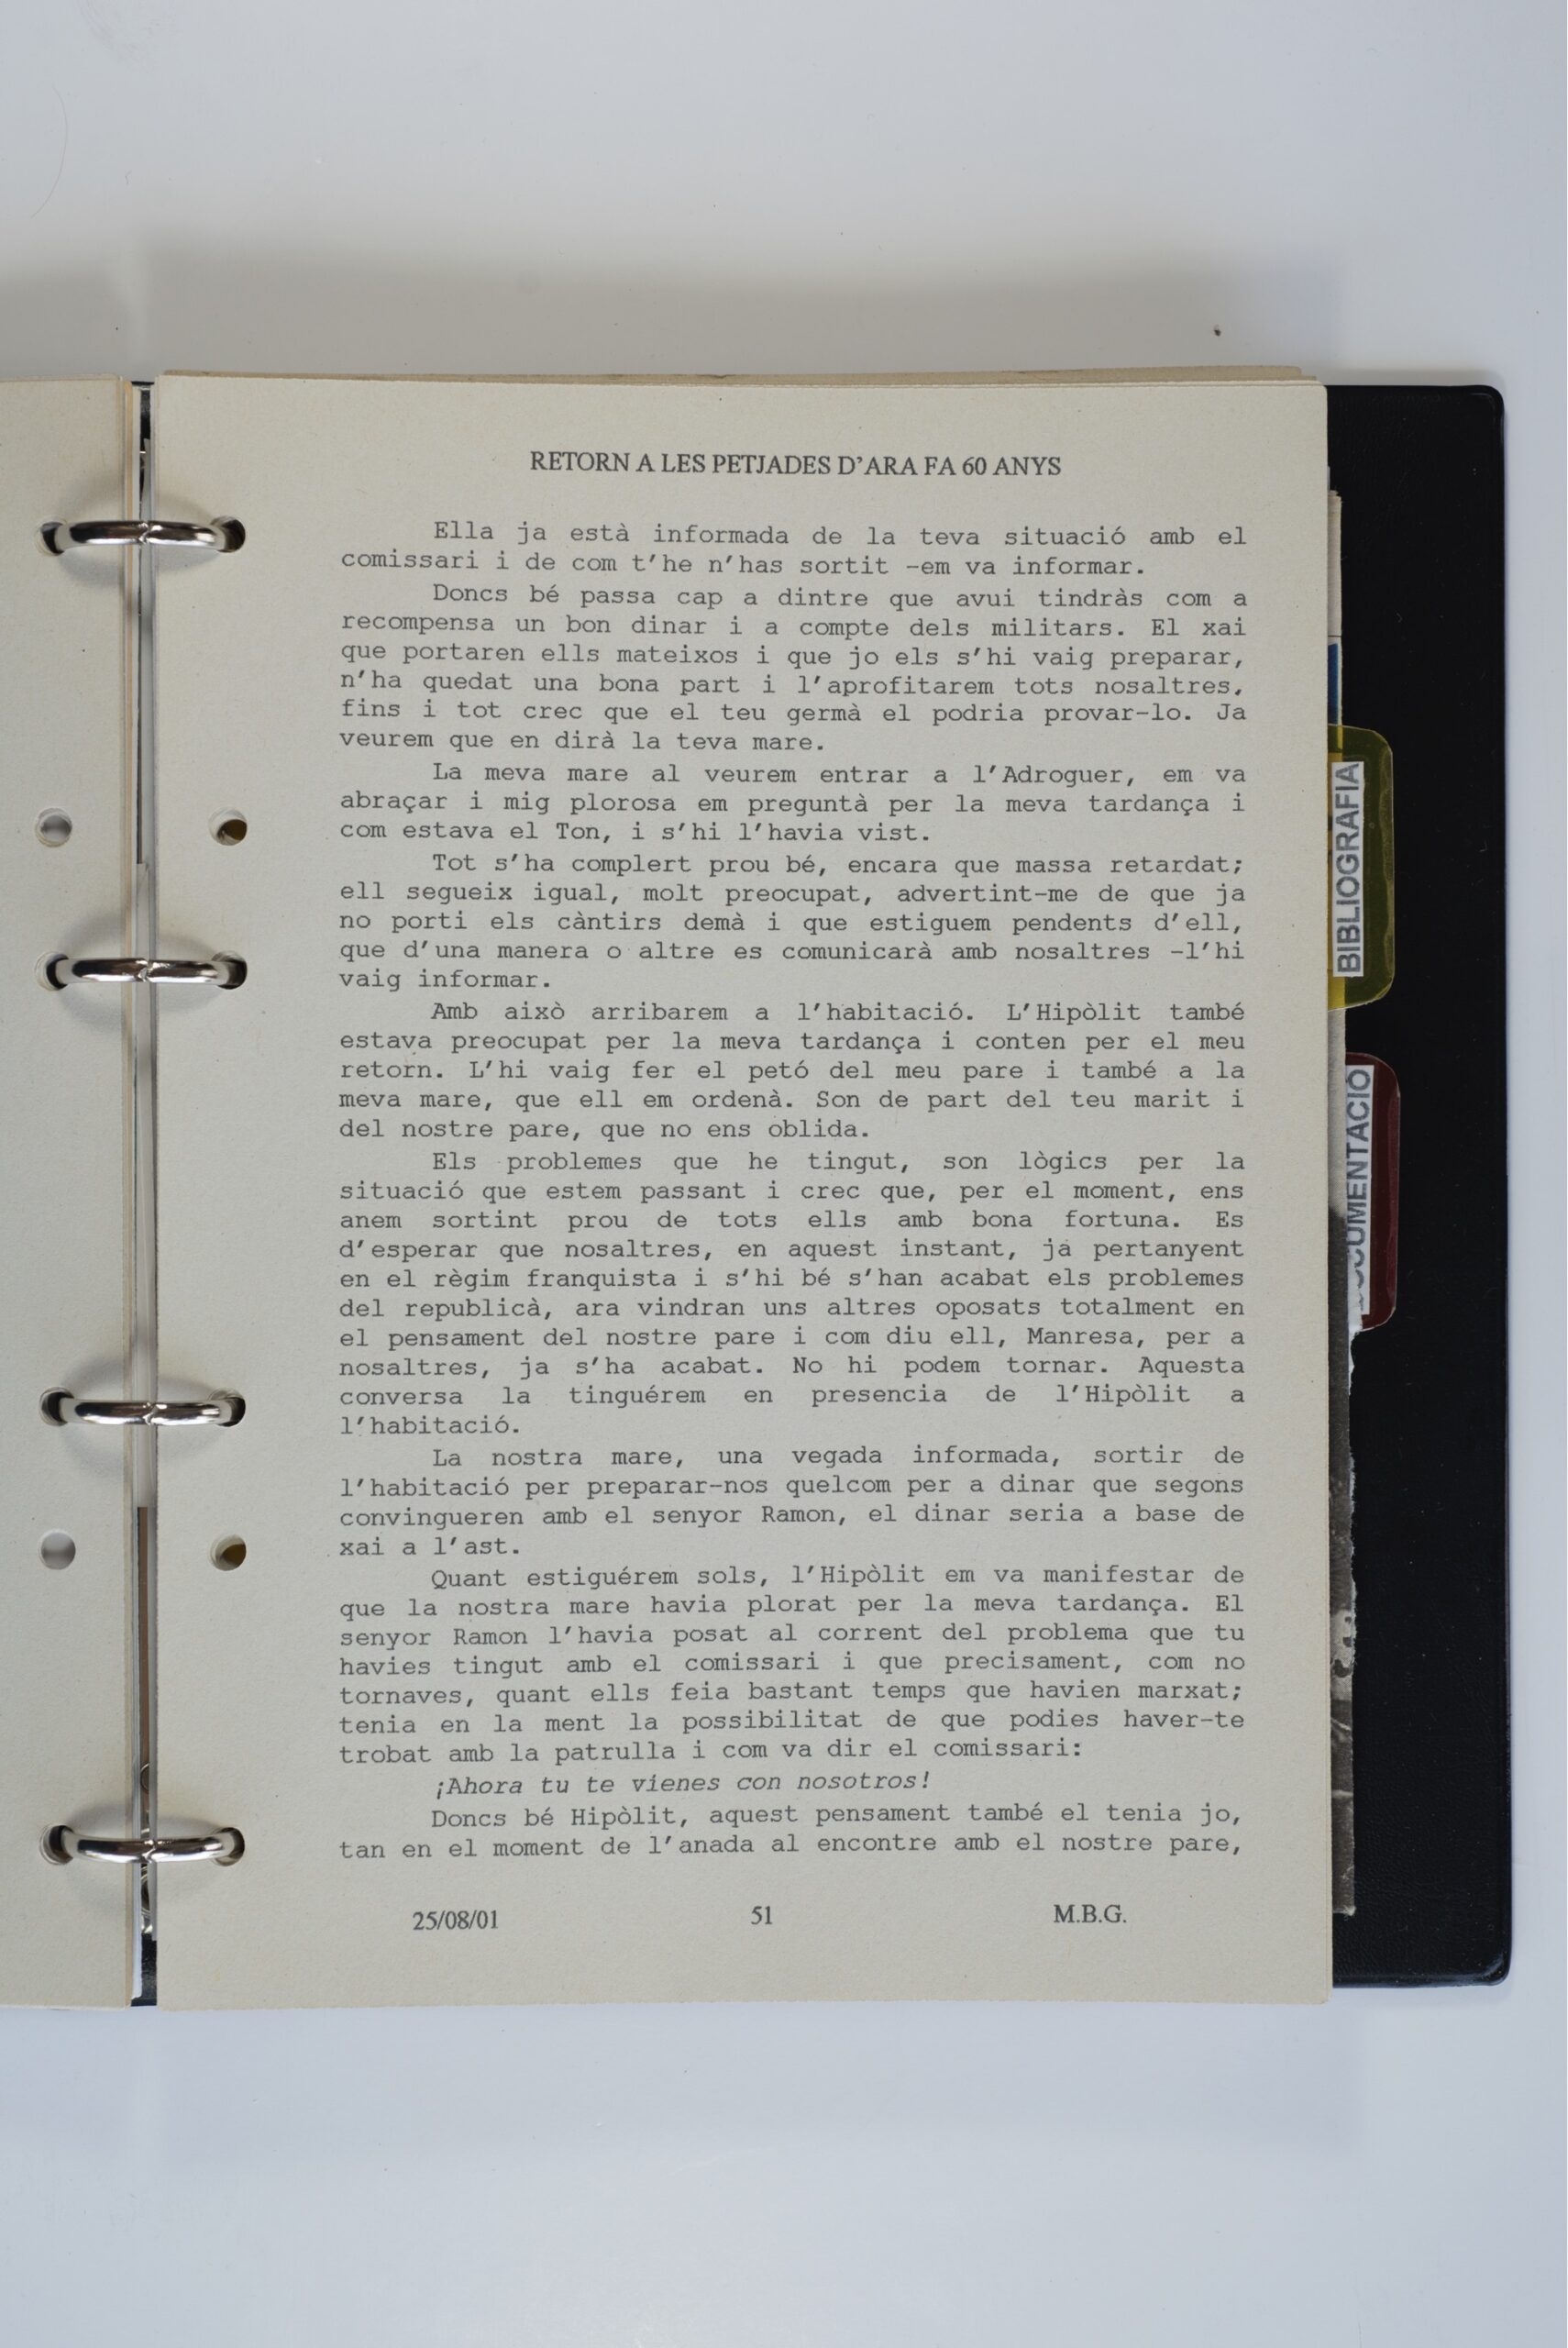 RETORN A LES PETJADES D'ARA FA 60 ANYS
Ella ja està informada de la teva situació amb el
comissari i de com t'he n'has sortit -em va informar.
Doncs bé passa cap a dintre que avui tindràs com a
recompensa un bon dinar i a compte dels militars. El xai
que portaren ells mateixos i que jo els s'hi vaig preparar,
n'ha quedat una bona part i l'aprofitarem tots nosaltres,
fins i tot crec que el teu germà el podria provar-lo. Ja
veurem que en dirà la teva mare.
La meva mare al veurem entrar a l'Adroguer, em va
abraçar i mig plorosa em preguntà per la meva tardança i
com estava el Ton, i s'hi l'havia vist.
Tot s'ha complert prou bé, encara que massa retardat;
ell segueix igual, molt preocupat, advertint-me de que ja
no porti els càntirs demà i que estiguem pendents d'ell,
que d'una manera o altre es comunicarà amb nosaltres -l'hi
vaig informar.
Amb això arribarem a l'habitació. L'Hipòlit també
estava preocupat per la meva tardança i conten per el meu
retorn. L'hi vaig fer el petó del meu pare i també a la
meva mare, que ell em ordenà. Son de part del teu marit i
del nostre pare, que no ens oblida.
Els problemes que he tingut, son lògics per la
situació que estem passant i crec que, per el moment, ens
anem sortint prou de tots ells amb bona fortuna. Es
d'esperar que nosaltres, en aquest instant, ja pertanyent
en el règim franquista i s'hi bé s'han acabat els problemes
del republicà, ara vindran uns altres oposats totalment en
el pensament del nostre pare i com diu ell, Manresa, per a
nosaltres, ja s'ha acabat. No hi podem tornar. Aquesta
conversa la tinguérem en presencia de l'Hipòlit a
l'habitació.
La nostra mare, una vegada informada, sortir de
l'habitació per preparar-nos quelcom per a dinar que segons
convingueren amb el senyor Ramon, el dinar seria a base de
xai a l'ast.
Quant estiguérem sols, l'Hipòlit em va manifestar de
que la nostra mare havia plorat per la meva tardança. El
senyor Ramon l'havia posat al corrent del problema que tu
havies tingut amb el comissari i que precisament, com no
tornaves, quant ells feia bastant temps que havien marxat;
tenia en la ment la possibilitat de que podies haver-te
trobat amb la patrulla i com va dir el comissari:
¡Ahora tu te vienes con nosotros!
Doncs bé Hipòlit, aquest pensament també el tenia jo,
tan en el moment de l'anada al encontre amb el nostre pare,
25/08/01 51 M.B.G.
BIBLIOGRAFIA